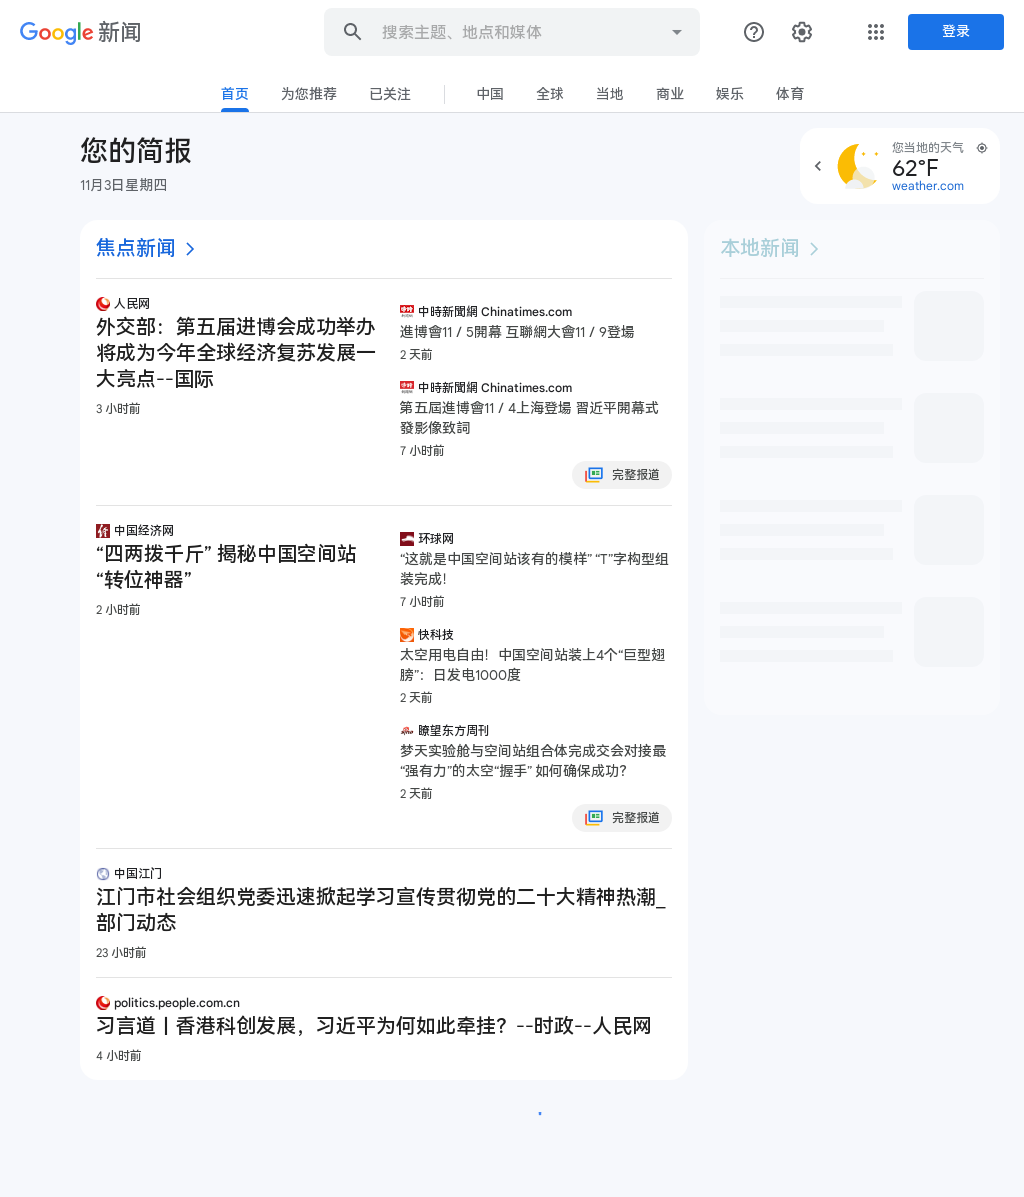 Google 新闻
搜索主题、地点和媒体
登录
首页 为您推荐 已关注 中国 全球 当地 商业 娱乐 体育
您的简报
11月3日星期四
您当地的天气
62°F
weather.com
焦点新闻
人民网
外交部：第五届进博会成功举办
将成为今年全球经济复苏发展一
大亮点--国际
3 小时前
中時新聞網 Chinatimes.com
進博會11 / 5開幕 互聯網大會11 / 9登場
2 天前
中時新聞網 Chinatimes.com
第五屆進博會11 / 4上海登場 習近平開幕式
發影像致詞
7 小时前
完整报道
中国经济网
“四两拨千斤” 揭秘中国空间站
“转位神器”
2 小时前
环球网
“这就是中国空间站该有的模样” “T”字构型组
装完成！
7 小时前
快科技
太空用电自由！中国空间站装上4个“巨型翅
膀”：日发电1000度
2 天前
瞭望东方周刊
梦天实验舱与空间站组合体完成交会对接最
“强有力”的太空“握手” 如何确保成功？
2 天前
完整报道
中国江门
江门市社会组织党委迅速掀起学习宣传贯彻党的二十大精神热潮_
部门动态
23 小时前
politics.people.com.cn
习言道丨香港科创发展，习近平为何如此牵挂？--时政--人民网
4 小时前
本地新闻